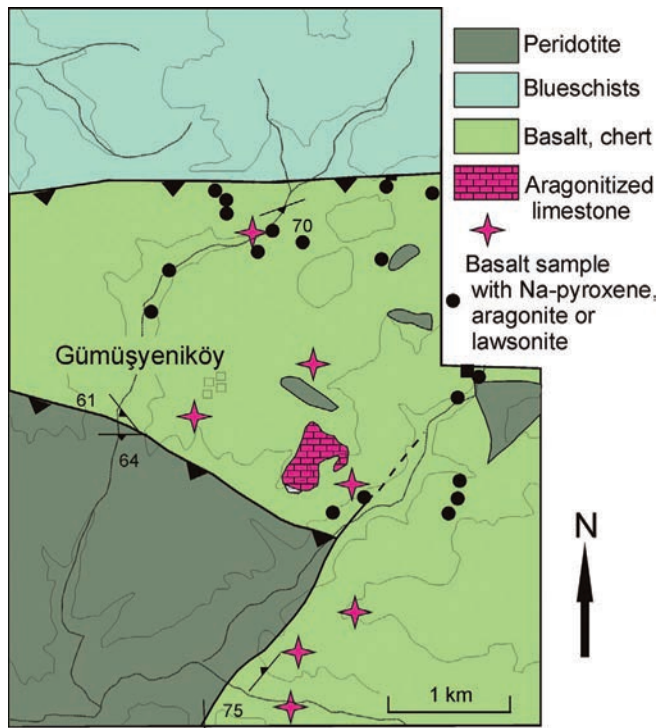 Peridotite
Blueschists
Basalt, chert
Aragonitized
limestone
Basalt sample
with Na-pyroxene,
aragonite or
lawsonite
70
Gümüşyeniköy
61
64
N
75
1 km